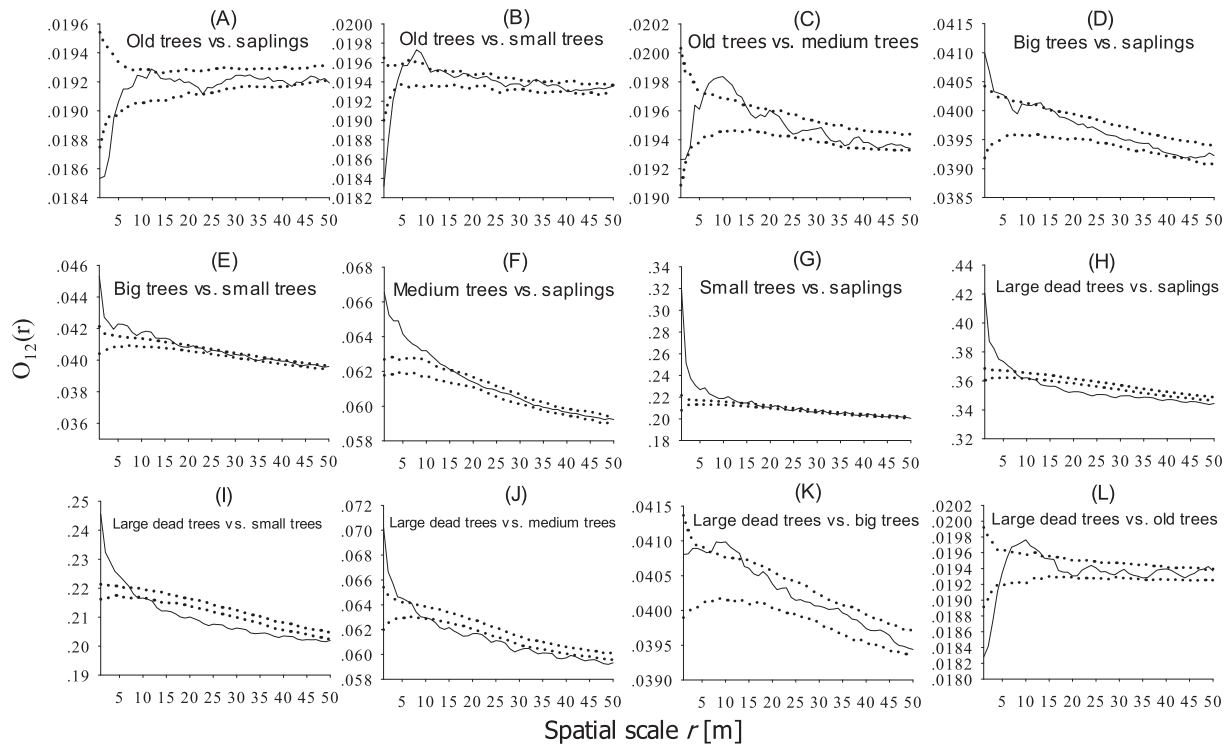 (A)
Old trees vs. saplings
.0196
.0194
.0192
.0190
.0188
.0186
.0184
5 10 15 20 25 30 35 40 45 50
(B)
Old trees vs. small trees
.0200
.0198
.0196
.0194
.0192
.0190
.0188
.0186
.0184
.0182
5 10 15 20 25 30 35 40 45 50
(C)
Old trees vs. medium trees
.0202
.0200
.0198
.0196
.0194
.0192
.0190
5 10 15 20 25 30 35 40 45 50
(D)
Big trees vs. saplings
.0415
.0410
.0405
.0400
.0395
.0390
.0385
5 10 15 20 25 30 35 40 45 50
(E)
Big trees vs. small trees
.046
.044
.042
.040
.038
.036
5 10 15 20 25 30 35 40 45 50
(F)
Medium trees vs. saplings
.068
.066
.064
.062
.060
.058
5 10 15 20 25 30 35 40 45 50
(G)
Small trees vs. saplings
.34
.32
.30
.28
.26
.24
.22
.20
.18
5 10 15 20 25 30 35 40 45 50
(H)
Large dead trees vs. saplings
.44
.42
.40
.38
.36
.34
.32
5 10 15 20 25 30 35 40 45 50
O12(r)
(I)
Large dead trees vs. small trees
.25
.24
.23
.22
.21
.20
.19
5 10 15 20 25 30 35 40 45 50
(J)
Large dead trees vs. medium trees
.072
.070
.068
.066
.064
.062
.060
.058
5 10 15 20 25 30 35 40 45 50
(K)
Large dead trees vs. big trees
.0415
.0410
.0405
.0400
.0395
.0390
5 10 15 20 25 30 35 40 45 50
(L)
Large dead trees vs. old trees
.0202
.0200
.0198
.0196
.0194
.0192
.0190
.0188
.0186
.0184
.0182
.0180
5 10 15 20 25 30 35 40 45 50
Spatial scale r [m]